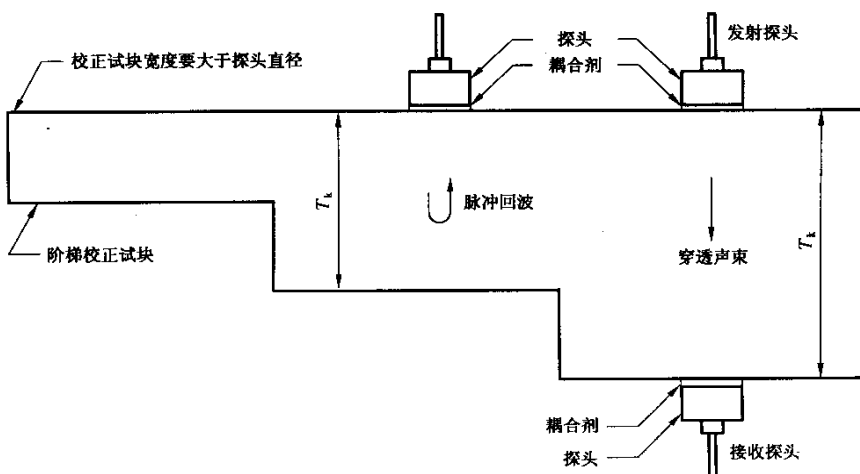 探头
发射探头
校正试块宽度要大于探头直径
耦合剂
T_k
脉冲回波
T_k
阶梯校正试块
穿透声束
耦合剂
探头
接收探头